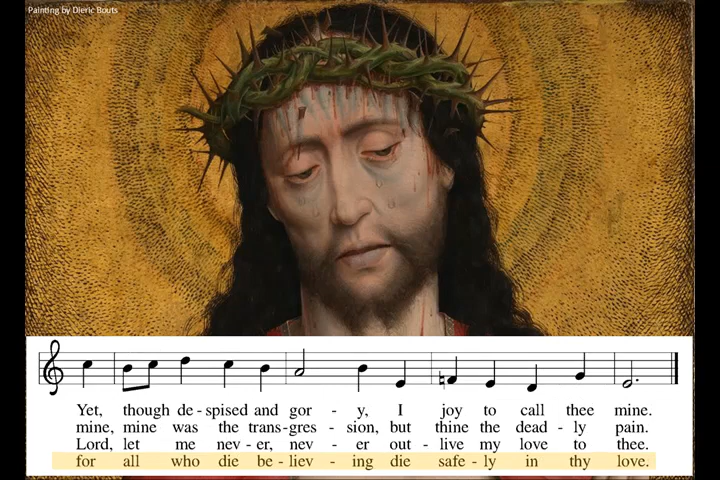 Painting by Dieric Bouts
Yet, though de - spised and gor - y, I joy to call thee mine.
mine, mine was the trans - gres - sion, but thine the dead - ly pain.
Lord, let me nev - er, nev - er out - live my love to thee.
for all who die be - liev - ing die safe - ly in thy love.